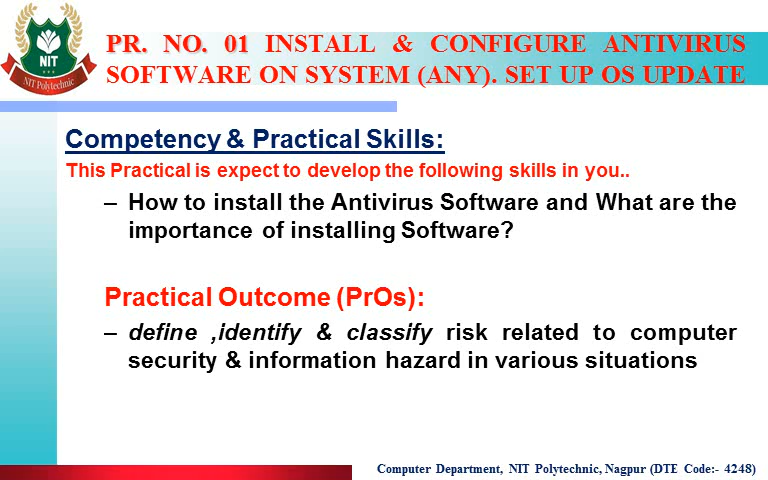 PR. NO. 01 INSTALL & CONFIGURE ANTIVIRUS
SOFTWARE ON SYSTEM (ANY). SET UP OS UPDATE
NIT
NIT Polytechnic
Competency & Practical Skills:
This Practical is expect to develop the following skills in you..
– How to install the Antivirus Software and What are the
importance of installing Software?
Practical Outcome (PrOs):
– define ,identify & classify risk related to computer
security & information hazard in various situations
Computer Department, NIT Polytechnic, Nagpur (DTE Code:- 4248)